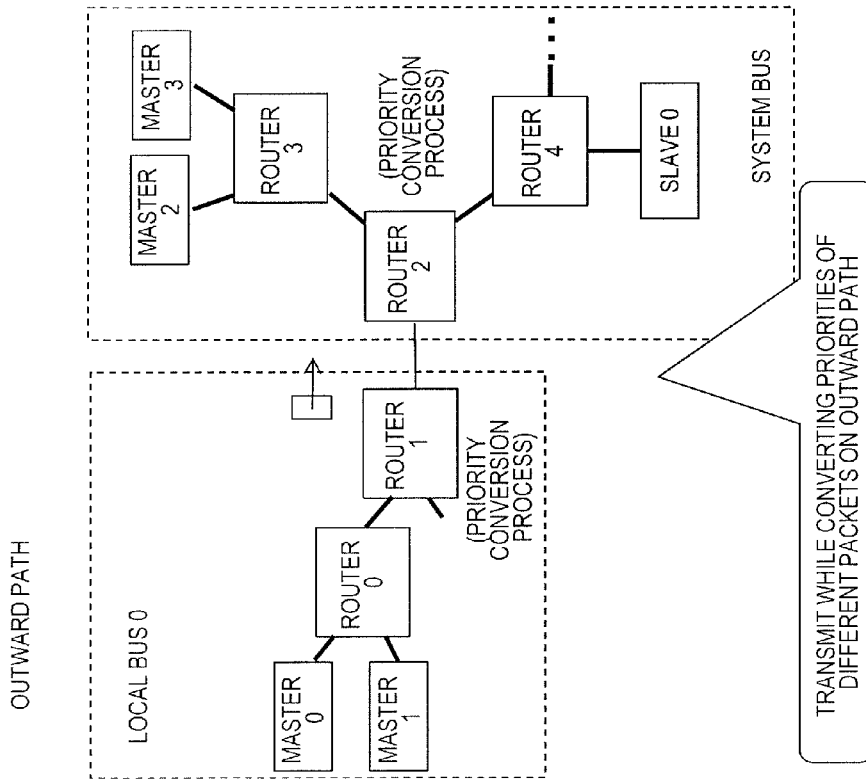 OUTWARD PATH
LOCAL BUS 0
MASTER
0
MASTER
1
ROUTER
0
ROUTER
1
(PRIORITY
CONVERSION
PROCESS)
MASTER
2
MASTER
3
ROUTER
3
ROUTER
2
(PRIORITY
CONVERSION
PROCESS)
ROUTER
4
SLAVE 0
SYSTEM BUS
TRANSMIT WHILE CONVERTING PRIORITIES OF
DIFFERENT PACKETS ON OUTWARD PATH